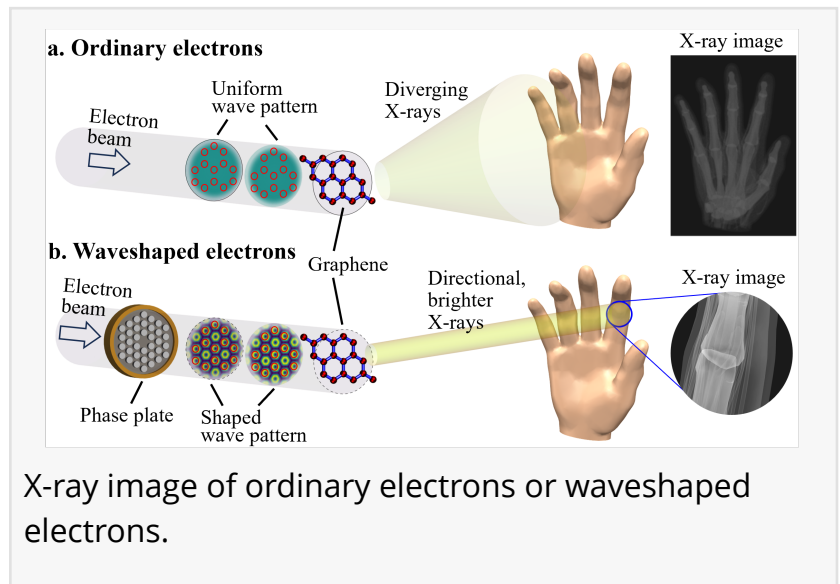 a. Ordinary electrons
X-ray image
Uniform
wave pattern
Diverging
X-rays
Electron
beam
b. Waveshaped electrons
Graphene
Electron
beam
Directional,
brighter
X-rays
X-ray image
Phase plate
Shaped
wave pattern
X-ray image of ordinary electrons or waveshaped
electrons.